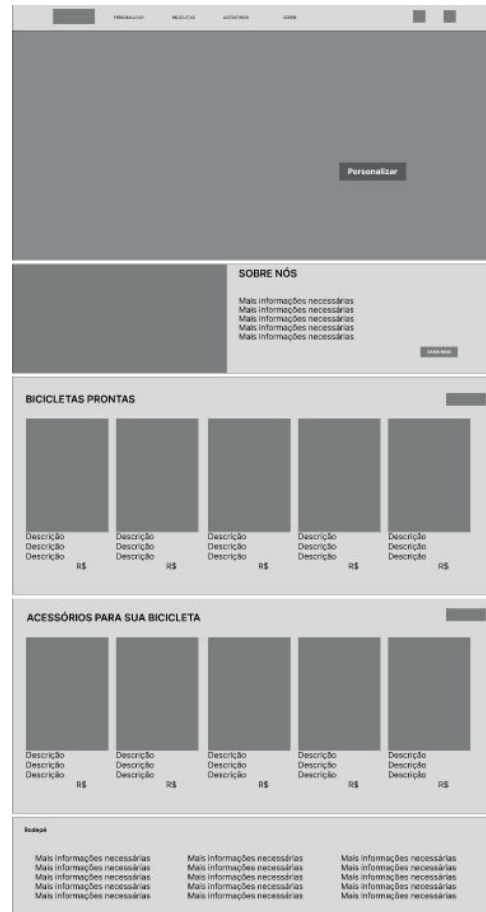 PERSONALIZAR BICICLETAS ACESSÓRIOS SOBRE
Personalizar
SOBRE NÓS
Mais informações necessárias
Mais informações necessárias
Mais informações necessárias
Mais informações necessárias
Mais informações necessárias
SAIBA MAIS
BICICLETAS PRONTAS
Descrição Descrição Descrição Descrição Descrição
Descrição Descrição Descrição Descrição Descrição
Descrição Descrição Descrição Descrição Descrição
R$ R$ R$ R$ R$
ACESSÓRIOS PARA SUA BICICLETA
Descrição Descrição Descrição Descrição Descrição
Descrição Descrição Descrição Descrição Descrição
Descrição Descrição Descrição Descrição Descrição
R$ R$ R$ R$ R$
Rodapé
Mais informações necessárias Mais informações necessárias Mais informações necessárias
Mais informações necessárias Mais informações necessárias Mais informações necessárias
Mais informações necessárias Mais informações necessárias Mais informações necessárias
Mais informações necessárias Mais informações necessárias Mais informações necessárias
Mais informações necessárias Mais informações necessárias Mais informações necessárias